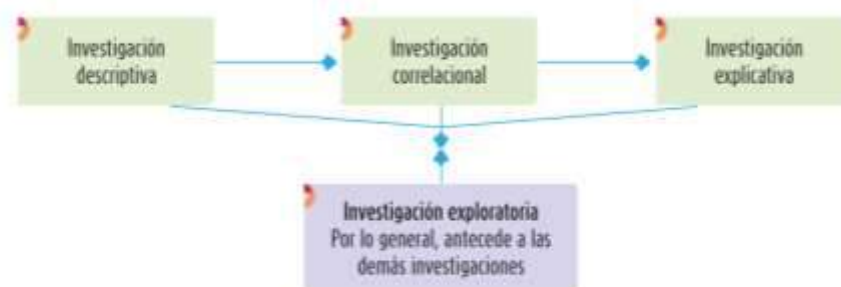 Investigación
descriptiva
Investigación
correlacional
Investigación
explicativa
Investigación exploratoria
Por lo general, antecede a las
demás investigaciones